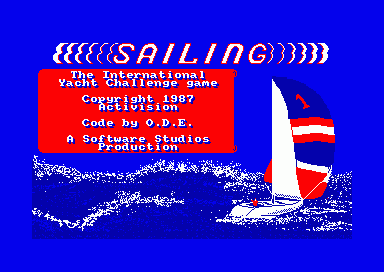 SAILING
The International
Yacht Challenge game
Copyright 1987
Activision
Code by O.D.E.
A Software Studios
Production
1